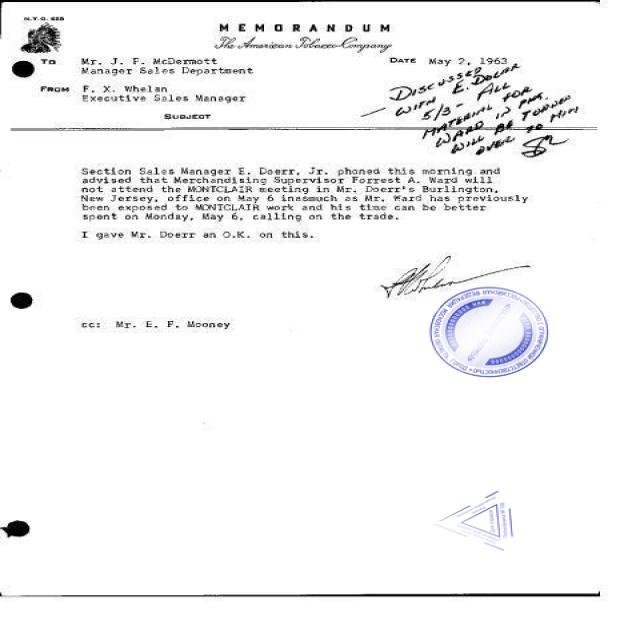 N.Y.O. 82B
MEMORANDUM
The American Tobacco Company
TO Mr. J. F. McDermott
Manager Sales Department
DATE May 2, 1963
FROM F. X. Whelan
Executive Sales Manager
SUBJECT
DISCUSSED
- WITH E. DOERR
5/3 - ALL
MATERIAL FOR
WARD IN
WILL BE TURNED
OVER TO HIM
Section Sales Manager E. Doerr, Jr. phoned this morning and
advised that Merchandising Supervisor Forrest A. Ward will
not attend the MONTCLAIR meeting in Mr. Doerr's Burlington,
New Jersey, office on May 6 inasmuch as Mr. Ward has previously
been exposed to MONTCLAIR work and his time can be better
spent on Monday, May 6, calling on the trade.
I gave Mr. Doerr an O.K. on this.
cc: Mr. E. F. Mooney